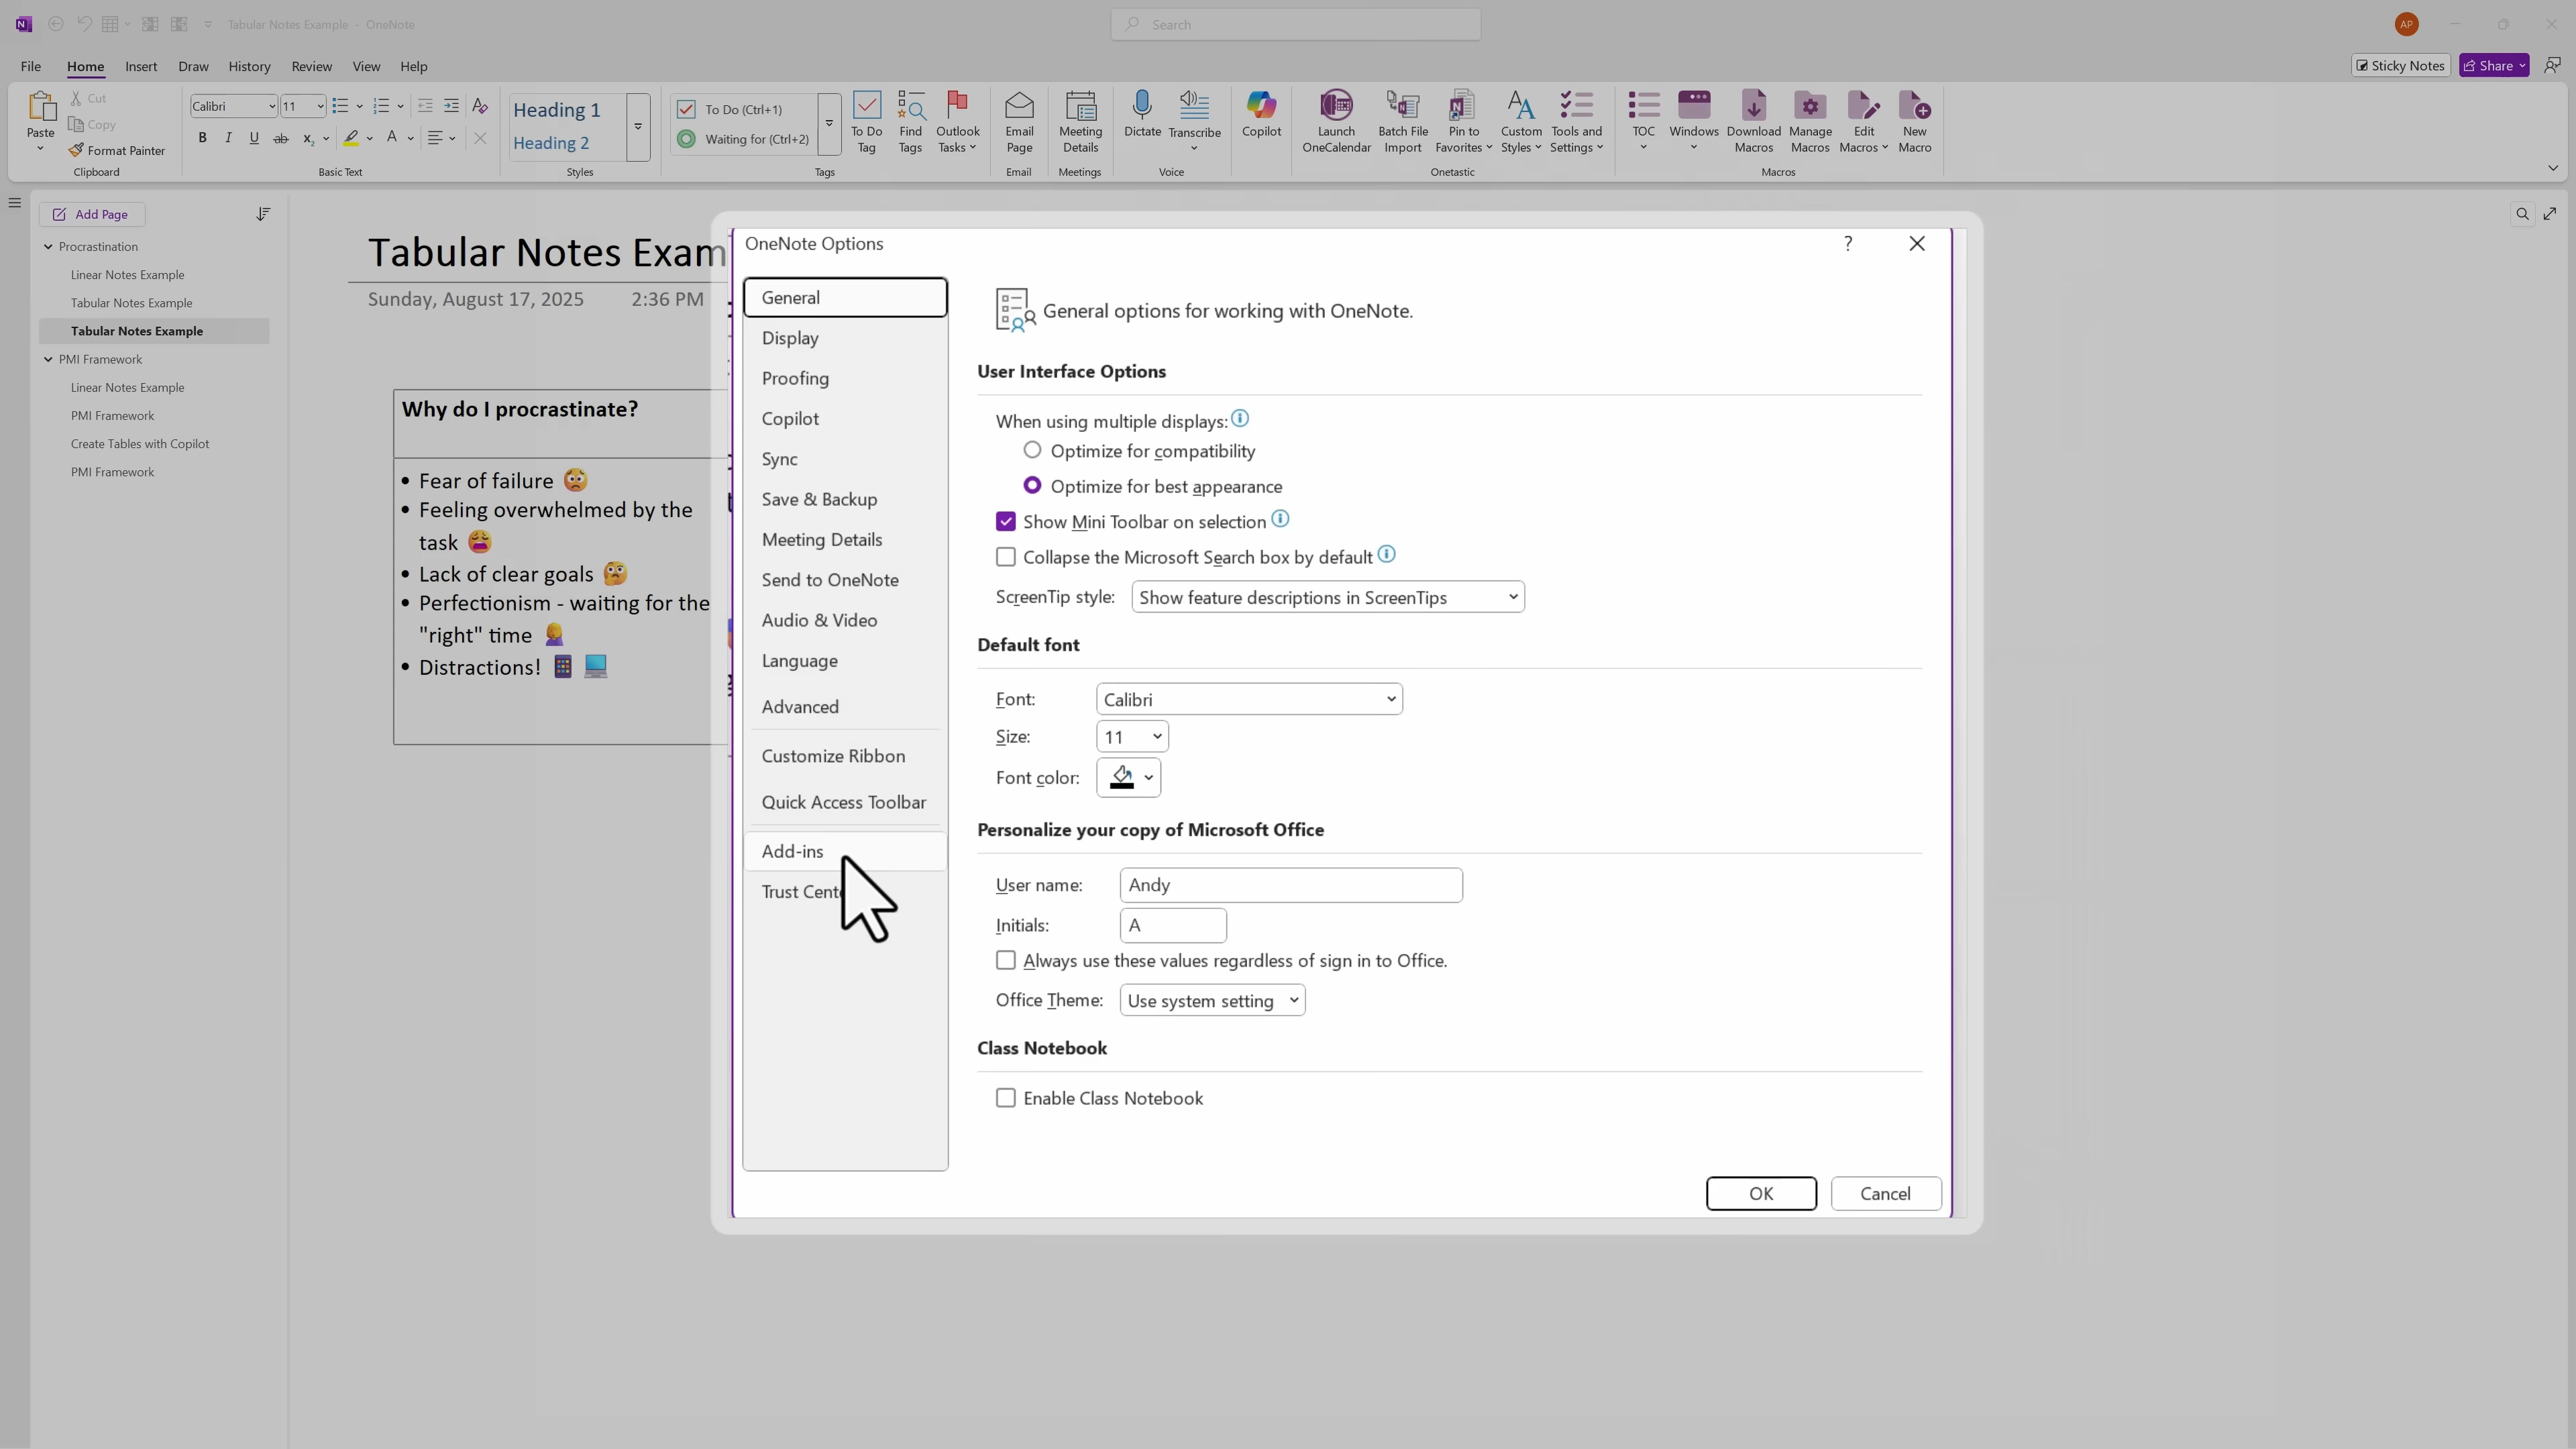 Tabular Notes Example - OneNote
Search
AP
File Home Insert Draw History Review View Help
Sticky Notes
Share
Paste
Cut
Copy
Format Painter
Clipboard
Calibri 11
Basic Text
Heading 1
Heading 2
Styles
To Do (Ctrl+1)
Waiting for (Ctrl+2)
To Do Tag
Find Tags
Outlook Tasks
Tags
Email Page
Email
Meeting Details
Meetings
Dictate
Transcribe
Voice
Copilot
Launch OneCalendar
Batch File Import
Pin to Favorites
Custom Styles
Tools and Settings
Onetastic
TOC
Windows
Download Macros
Manage Macros
Edit Macros
New Macro
Macros
Add Page
Procrastination
Linear Notes Example
Tabular Notes Example
Tabular Notes Example
PMI Framework
Linear Notes Example
PMI Framework
Create Tables with Copilot
PMI Framework
Tabular Notes Exam
Sunday, August 17, 2025 2:36 PM
Why do I procrastinate?
• Fear of failure 😨
• Feeling overwhelmed by the
task 😩
• Lack of clear goals 🫣
• Perfectionism - waiting for the
"right" time 🤦
• Distractions! 📱 💻
OneNote Options
?
General
Display
Proofing
Copilot
Sync
Save & Backup
Meeting Details
Send to OneNote
Audio & Video
Language
Advanced
Customize Ribbon
Quick Access Toolbar
Add-ins
Trust Cent
General options for working with OneNote.
User Interface Options
When using multiple displays:
Optimize for compatibility
Optimize for best appearance
Show Mini Toolbar on selection
Collapse the Microsoft Search box by default
ScreenTip style: Show feature descriptions in ScreenTips
Default font
Font: Calibri
Size: 11
Font color:
Personalize your copy of Microsoft Office
User name: Andy
Initials: A
Always use these values regardless of sign in to Office.
Office Theme: Use system setting
Class Notebook
Enable Class Notebook
OK
Cancel